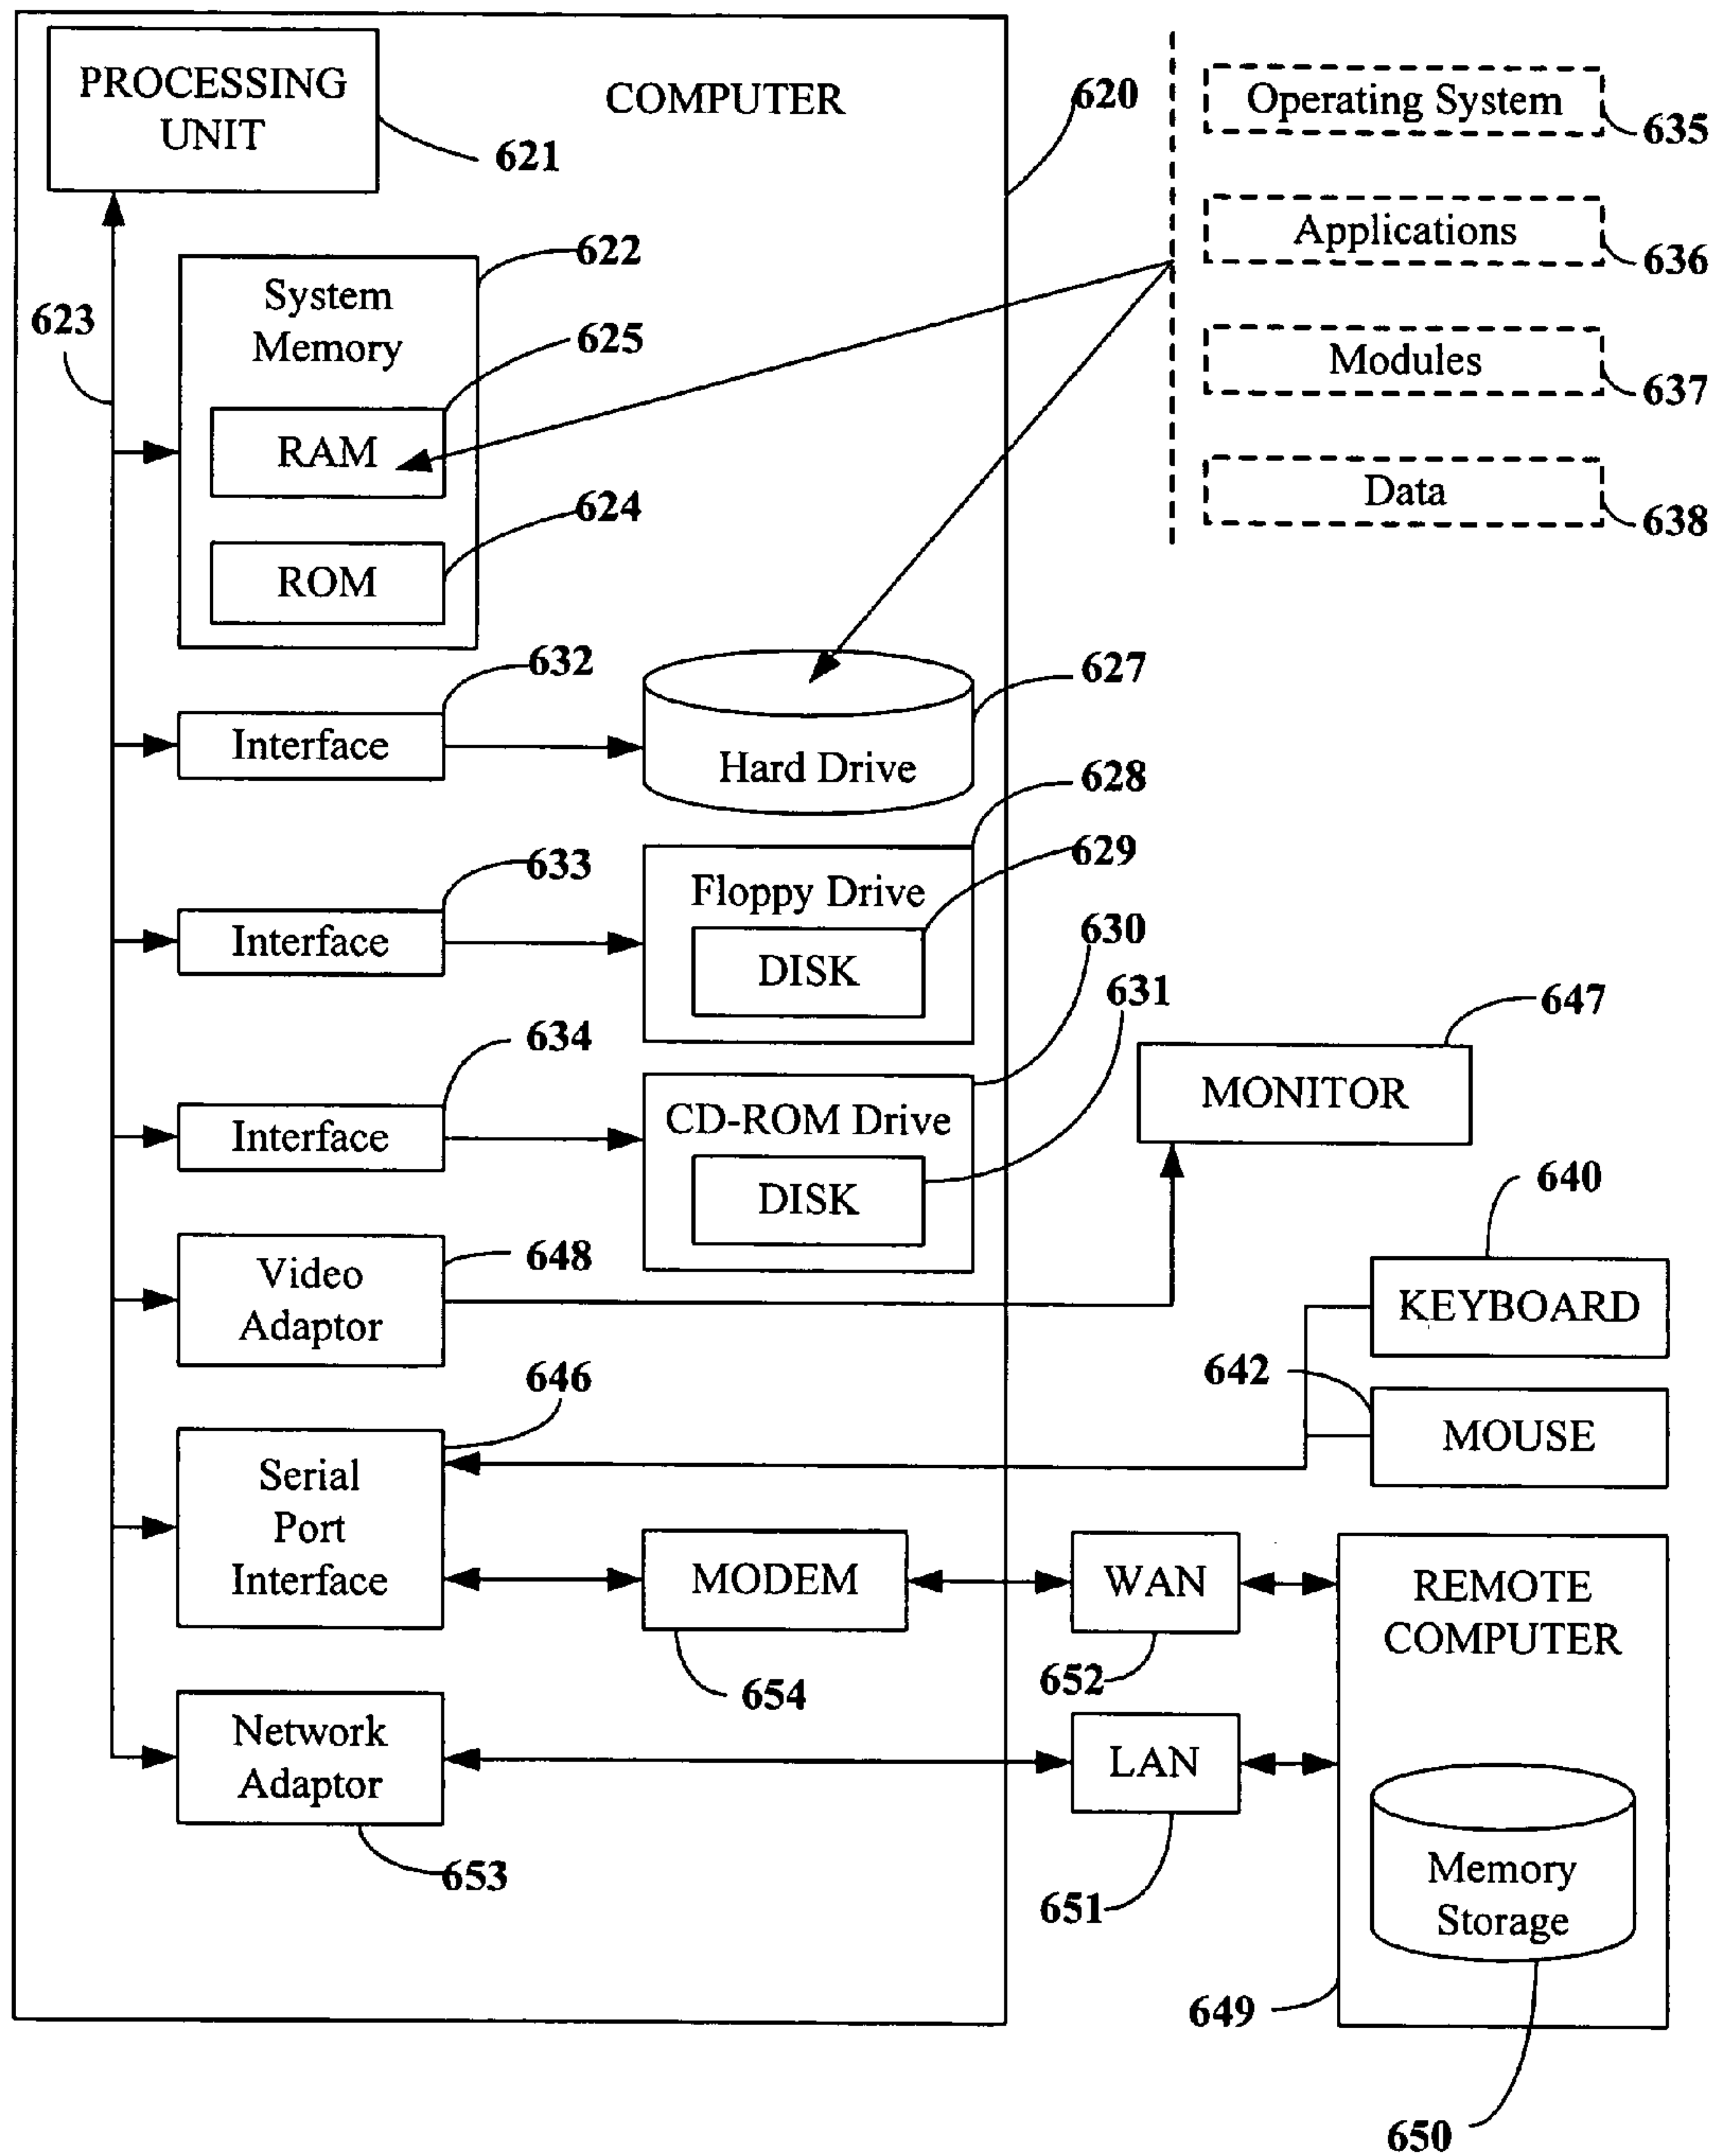 PROCESSING
UNIT
COMPUTER
620
621
Operating System
635
Applications
636
Modules
637
Data
638
622
System
Memory
623
625
RAM
624
ROM
632
Interface
627
Hard Drive
628
633
Interface
629
Floppy Drive
DISK
630
631
634
Interface
CD-ROM Drive
DISK
647
MONITOR
648
Video
Adaptor
640
KEYBOARD
642
MOUSE
646
Serial
Port
Interface
MODEM
654
WAN
652
REMOTE
COMPUTER
Network
Adaptor
653
LAN
651
Memory
Storage
649
650